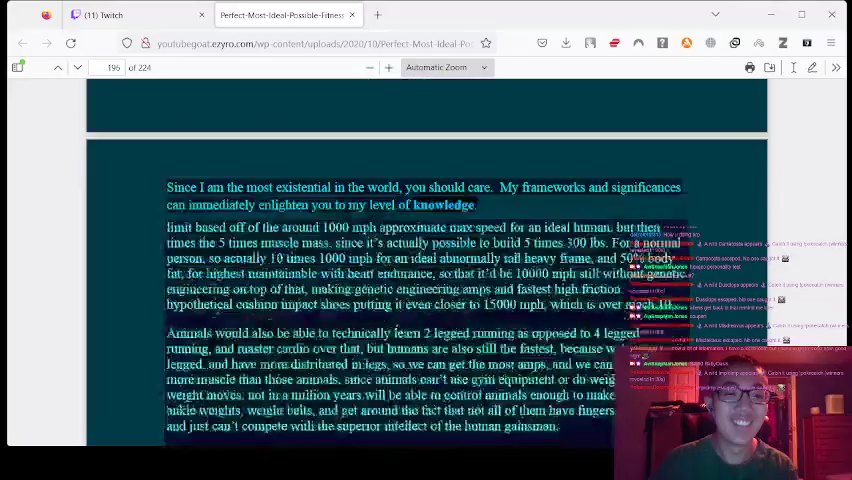 (11) Twitch
Perfect-Most-Ideal-Possible-Fitness
youtubegoat.ezyro.com/wp-content/uploads/2020/10/Perfect-Most-Ideal-Po
196 of 224
Automatic Zoom
Since I am the most existential in the world, you should care. My frameworks and significances
can immediately enlighten you to my level of knowledge.
limit based off of the around 1000 mph approximate max speed for an ideal human, but then
times the 5 times muscle mass, since it's actually possible to build 5 times 300 lbs. For a normal
person, so actually 10 times 1000 mph for an ideal abnormally tall heavy frame, and 50% body
fat, for highest maintainable with heart endurance, so that it'd be 10000 mph still without genetic
engineering on top of that, making genetic engineering amps and fastest high friction
hypothetical cushion impact shoes putting it even closer to 15000 mph, which is over mach 10
Animals would also be able to technically learn 2 legged running as opposed to 4 legged
running, and master cardio over that, but humans are also still the fastest, because w
legged, and have more distributed in legs, so we can get the most amps, and we can
more muscle than those animals, since animals can't use gym equipment or do weig
weight moves, not in a million years will be able to control animals enough to make
ankle weights, weight belts, and get around the fact that not all of them have fingers
and just can't compete with the superior intellect of the human gainsman.